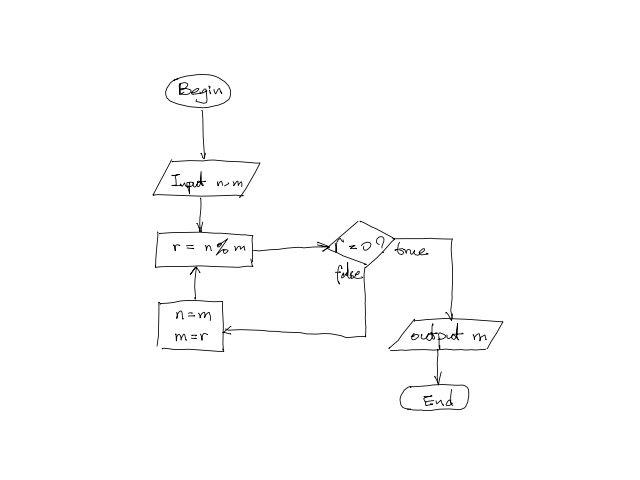 Begin
Input n, m
r = n % m
r = 0?
true
false
n = m
m = r
output m
End